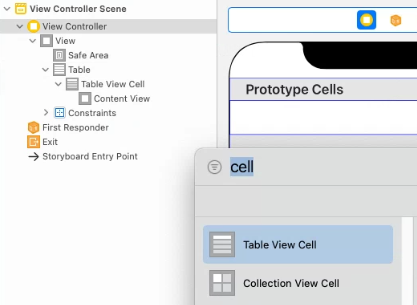 View Controller Scene
View Controller
View
Safe Area
Table
Table View Cell
Content View
Constraints
First Responder
Exit
Storyboard Entry Point
Prototype Cells
cell
Table View Cell
Collection View Cell